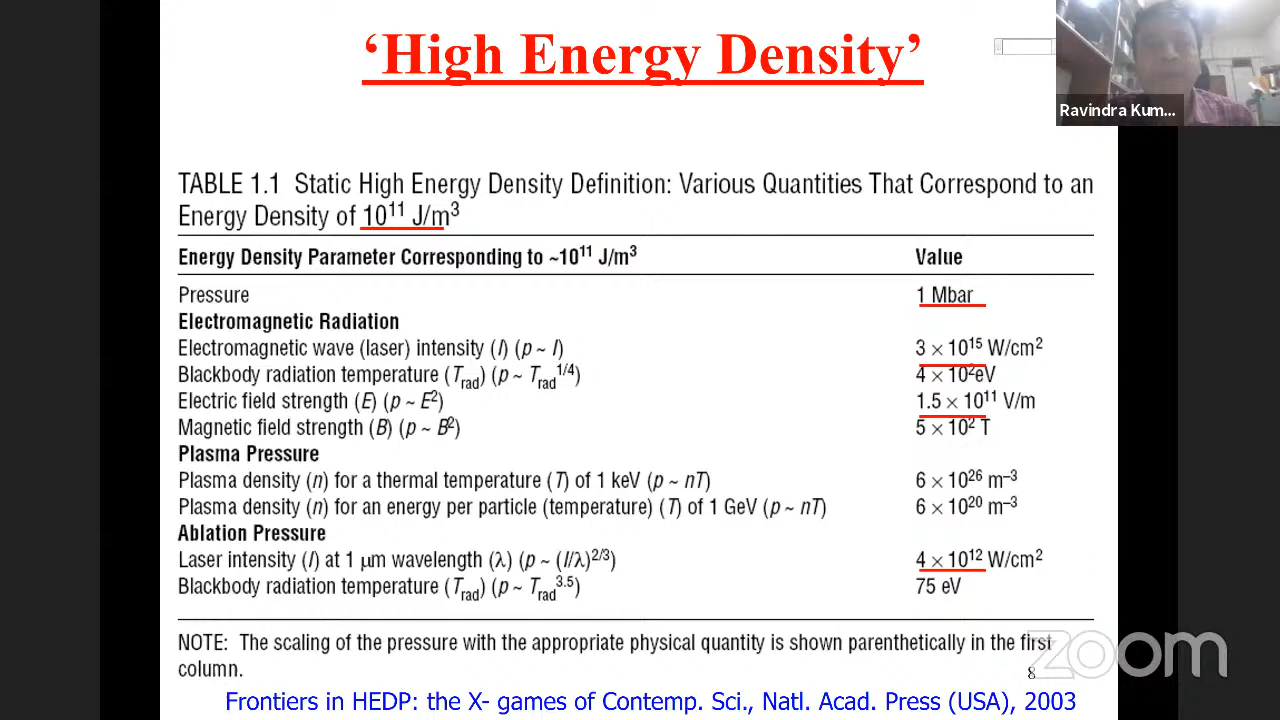 ‘High Energy Density’
Ravindra Kum...
TABLE 1.1 Static High Energy Density Definition: Various Quantities That Correspond to an
Energy Density of 10¹¹ J/m³
Energy Density Parameter Corresponding to ~10¹¹ J/m³ Value
Pressure 1 Mbar
Electromagnetic Radiation
Electromagnetic wave (laser) intensity (I) (p ~ I) 3 × 10¹⁵ W/cm²
Blackbody radiation temperature (Trad) (p ~ Trad^1/4) 4 × 10²eV
Electric field strength (E) (p ~ E²) 1.5 × 10¹¹ V/m
Magnetic field strength (B) (p ~ B²) 5 × 10² T
Plasma Pressure
Plasma density (n) for a thermal temperature (T) of 1 keV (p ~ nT) 6 × 10²⁶ m⁻³
Plasma density (n) for an energy per particle (temperature) (T) of 1 GeV (p ~ nT) 6 × 10²⁰ m⁻³
Ablation Pressure
Laser intensity (I) at 1 μm wavelength (λ) (p ~ (I/λ)^2/3) 4 × 10¹² W/cm²
Blackbody radiation temperature (Trad) (p ~ Trad^3.5) 75 eV
NOTE: The scaling of the pressure with the appropriate physical quantity is shown parenthetically in the first
column.
8
zoom
Frontiers in HEDP: the X- games of Contemp. Sci., Natl. Acad. Press (USA), 2003